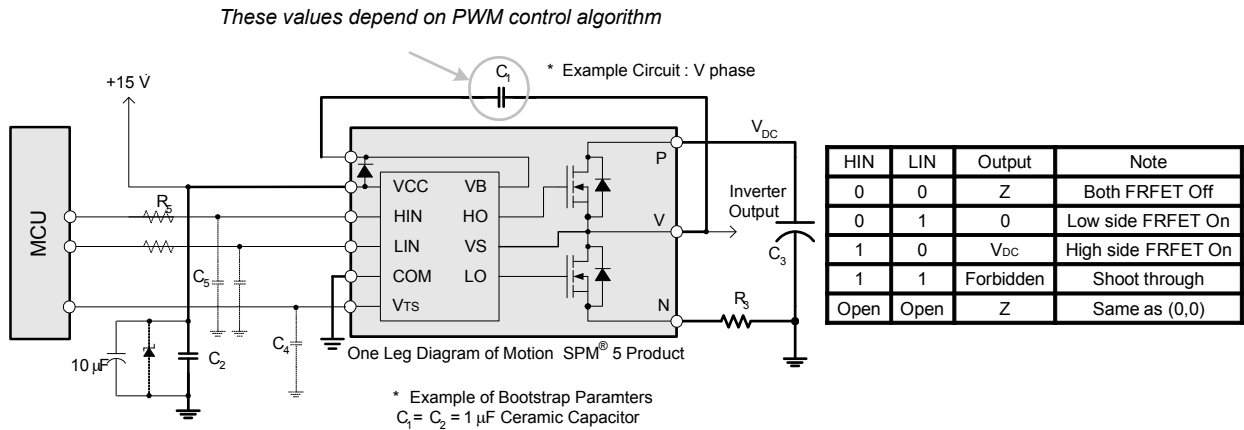 These values depend on PWM control algorithm
+15 V
C1
* Example Circuit : V phase
MCU
R5
C5
C4
10 μF
C2
VCC VB
HIN HO
LIN VS
COM LO
VTS
P
V
N
VDC
Inverter
Output
C3
R3
One Leg Diagram of Motion SPM® 5 Product
* Example of Bootstrap Paramters
C1= C2 = 1 μF Ceramic Capacitor
HIN LIN Output Note
0 0 Z Both FRFET Off
0 1 0 Low side FRFET On
1 0 VDC High side FRFET On
1 1 Forbidden Shoot through
Open Open Z Same as (0,0)